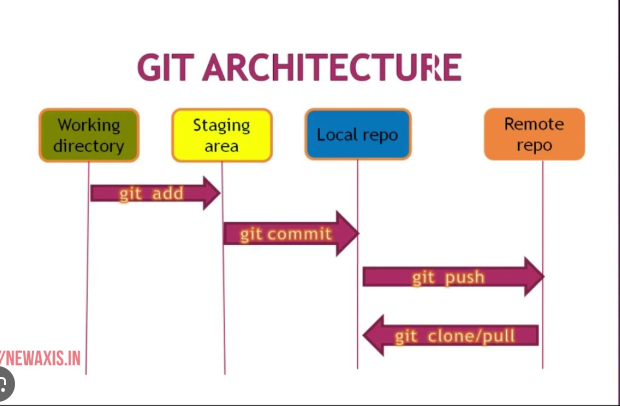 GIT ARCHITECTURE
Working
directory
Staging
area
Local repo
Remote
repo
git add
git commit
git push
git clone/pull
/NEWAXIS.IN